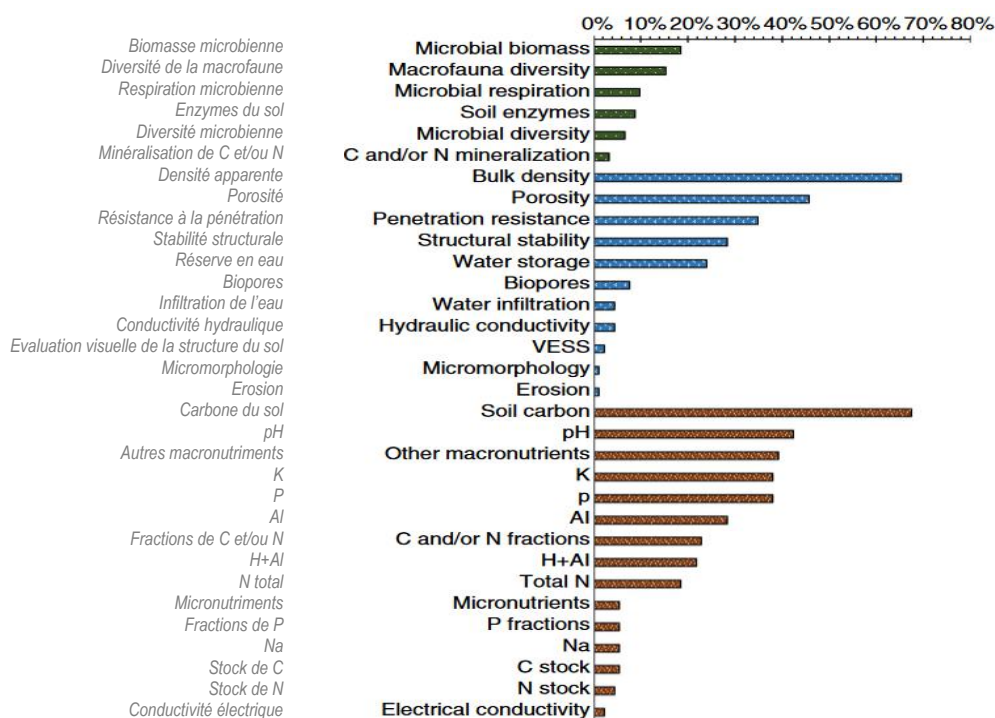 0% 10% 20% 30% 40% 50% 60% 70% 80%
Biomasse microbienne Microbial biomass
Diversité de la macrofaune Macrofauna diversity
Respiration microbienne Microbial respiration
Enzymes du sol Soil enzymes
Diversité microbienne Microbial diversity
Minéralisation de C et/ou N C and/or N mineralization
Densité apparente Bulk density
Porosité Porosity
Résistance à la pénétration Penetration resistance
Stabilité structurale Structural stability
Réserve en eau Water storage
Biopores Biopores
Infiltration de l'eau Water infiltration
Conductivité hydraulique Hydraulic conductivity
Evaluation visuelle de la structure du sol VESS
Micromorphologie Micromorphology
Erosion Erosion
Carbone du sol Soil carbon
pH pH
Autres macronutriments Other macronutrients
K K
P p
Al Al
Fractions de C et/ou N C and/or N fractions
H+Al H+Al
N total Total N
Micronutriments Micronutrients
Fractions de P P fractions
Na Na
Stock de C C stock
Stock de N N stock
Conductivité électrique Electrical conductivity